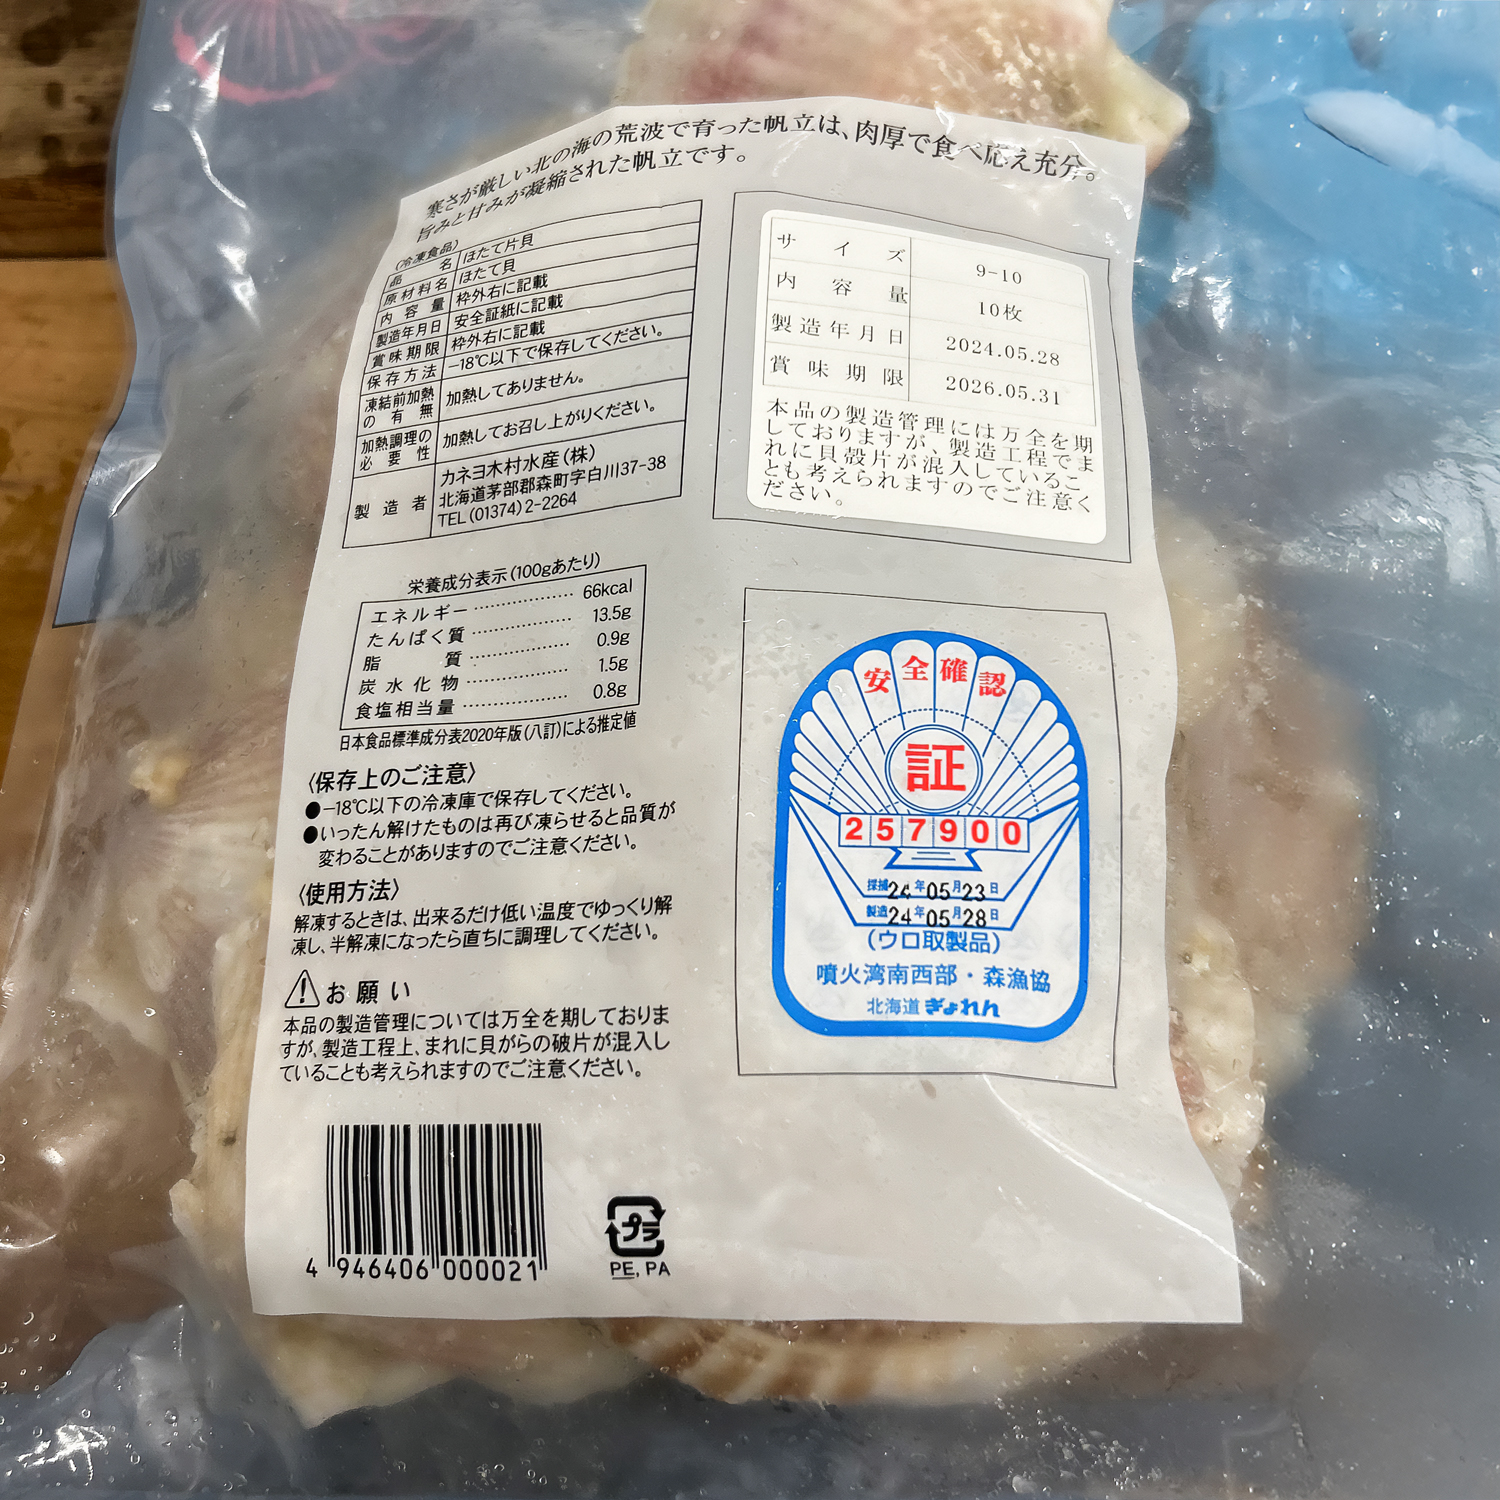 寒さが厳しい北の海の荒波で育った帆立は、肉厚で食べ応え充分。
旨みと甘みが凝縮された帆立です。
(冷凍食品)
品名 ほたて片貝
原材料名 ほたて貝
内容量 枠外右に記載
製造年月日 安全証紙に記載
賞味期限 枠外右に記載
保存方法 -18℃以下で保存してください。
凍結前加熱の有無 加熱してありません。
加熱調理の必要性 加熱してお召し上がりください。
製造者 カネヨ木村水産(株)
北海道茅部郡森町字白川37-38
TEL(01374)2-2264
サイズ 9-10
内容量 10枚
製造年月日 2024.05.28
賞味期限 2026.05.31
本品の製造管理には万全を期
しておりますが、製造工程でま
れに貝殻片が混入しているこ
とも考えられますのでご注意く
ださい。
栄養成分表示(100gあたり)
エネルギー 66kcal
たんぱく質 13.5g
脂質 0.9g
炭水化物 1.5g
食塩相当量 0.8g
日本食品標準成分表2020年版(八訂)による推定値
〈保存上のご注意〉
●-18℃以下の冷凍庫で保存してください。
●いったん解けたものは再び凍らせると品質が
変わることがありますのでご注意ください。
〈使用方法〉
解凍するときは、出来るだけ低い温度でゆっくり解
凍し、半解凍になったら直ちに調理してください。
お願い
本品の製造管理については万全を期しておりま
すが、製造工程上、まれに貝がらの破片が混入し
ていることも考えられますのでご注意ください。
安全確認
証
257900
採捕24年05月23日
製造24年05月28日
(ウロ取製品)
噴火湾南西部・森漁協
北海道ぎょれん
4 946406 000021
プラ
PE, PA